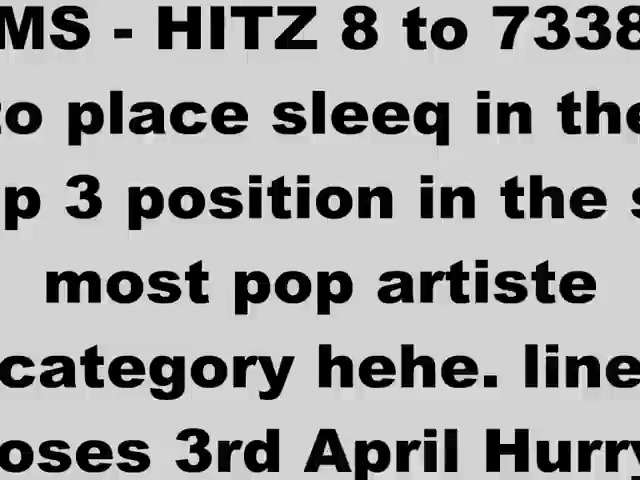 MS - HITZ 8 to 7338
to place sleeq in the
p 3 position in the s
most pop artiste
category hehe. line
oses 3rd April Hurry